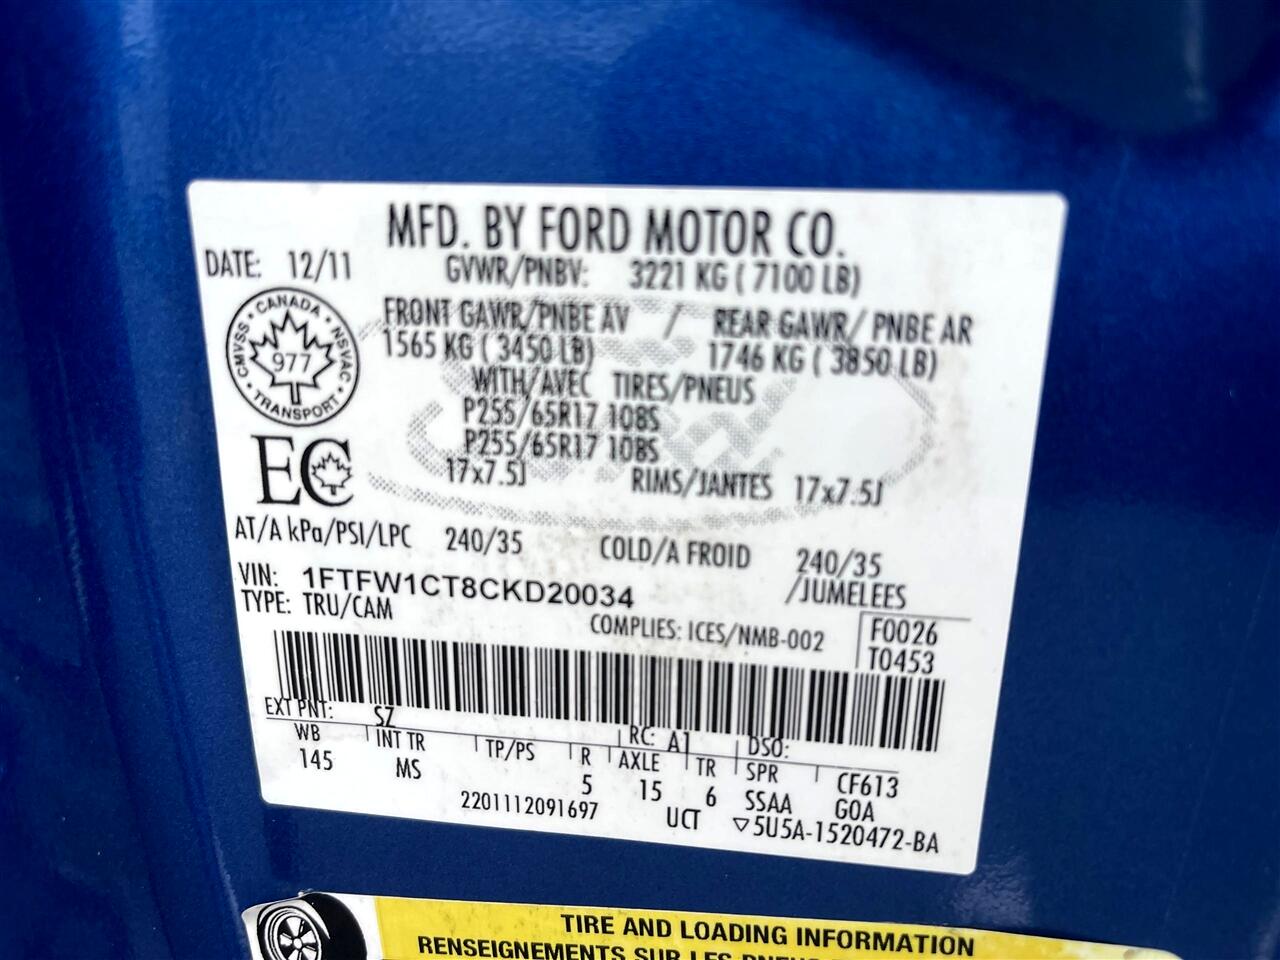 MFD. BY FORD MOTOR CO.
DATE: 12/11
GVWR/PNBV: 3221 KG ( 7100 LB)
FRONT GAWR/PNBE AV / REAR GAWR/ PNBE AR
1565 KG ( 3450 LB) 1746 KG ( 3850 LB)
WITH/AVEC TIRES/PNEUS
P255/65R17 108S
P255/65R17 108S
17x7.5J RIMS/JANTES 17x7.5J
CANADA
CMVSS NSVAC
977
TRANSPORT
EC
AT/A kPa/PSI/LPC 240/35 COLD/A FROID 240/35
VIN: 1FTFW1CT8CKD20034 /JUMELEES
TYPE: TRU/CAM
COMPLIES: ICES/NMB-002
F0026
T0453
EXT PNT: SZ RC: A1 DSO:
WB INT TR TP/PS R AXLE TR SPR CF613
145 MS 5 15 6 SSAA GOA
2201112091697 UCT ▽5U5A-1520472-BA
TIRE AND LOADING INFORMATION
RENSEIGNEMENTS SUR LES PNEUS